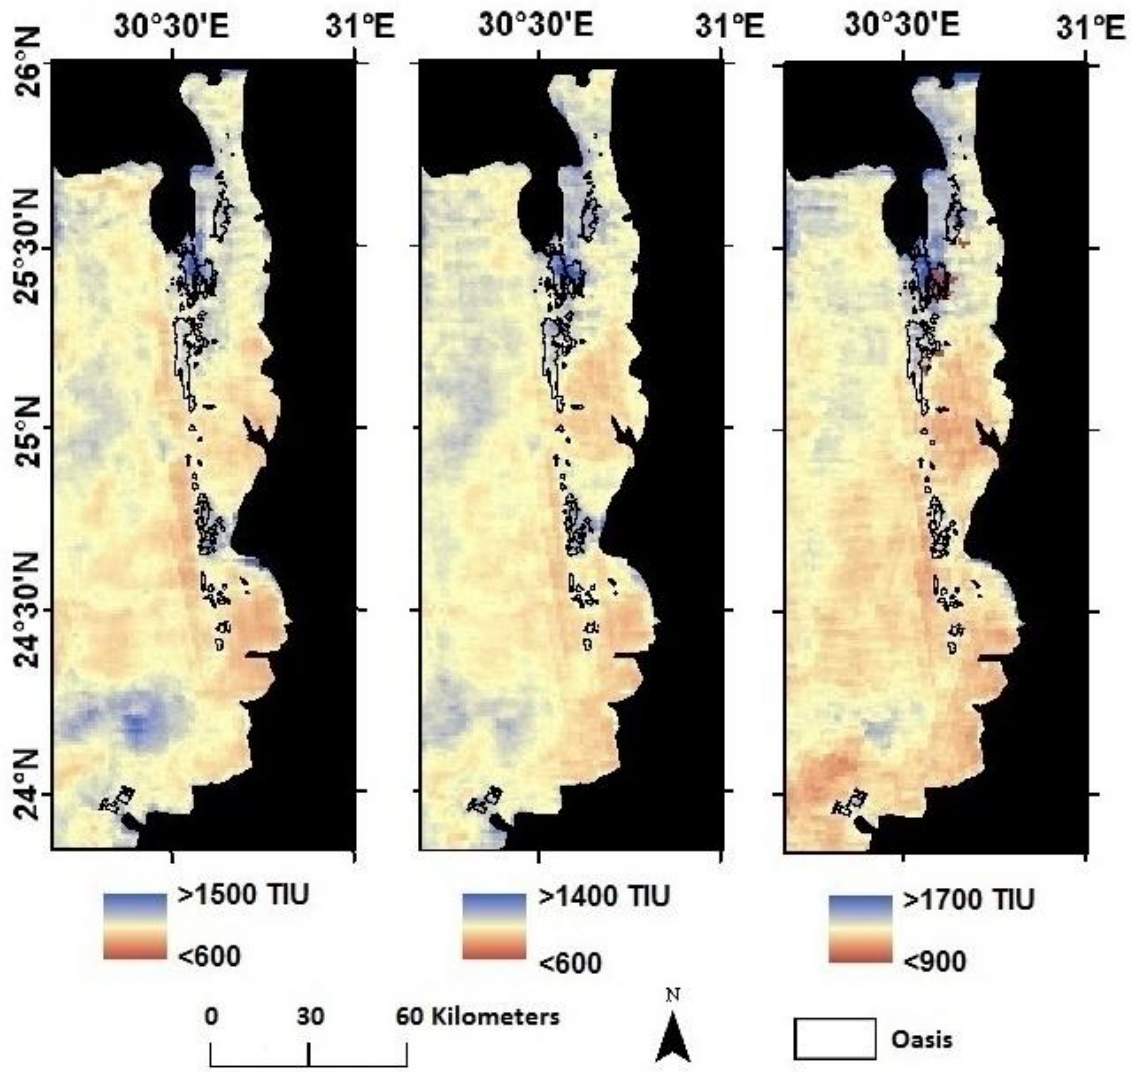 30°30'E 31°E 30°30'E 31°E 30°30'E 31°E
26°N
25°30'N
25°N
24°30'N
24°N
>1500 TIU >1400 TIU >1700 TIU
<600 <600 <900
N
0 30 60 Kilometers
Oasis